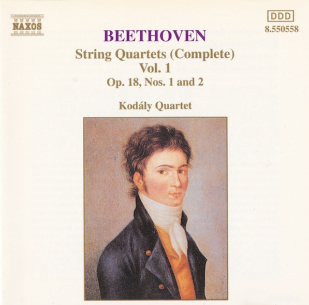 NAXOS
DDD
8.550558
BEETHOVEN
String Quartets (Complete)
Vol. 1
Op. 18, Nos. 1 and 2
Kodály Quartet